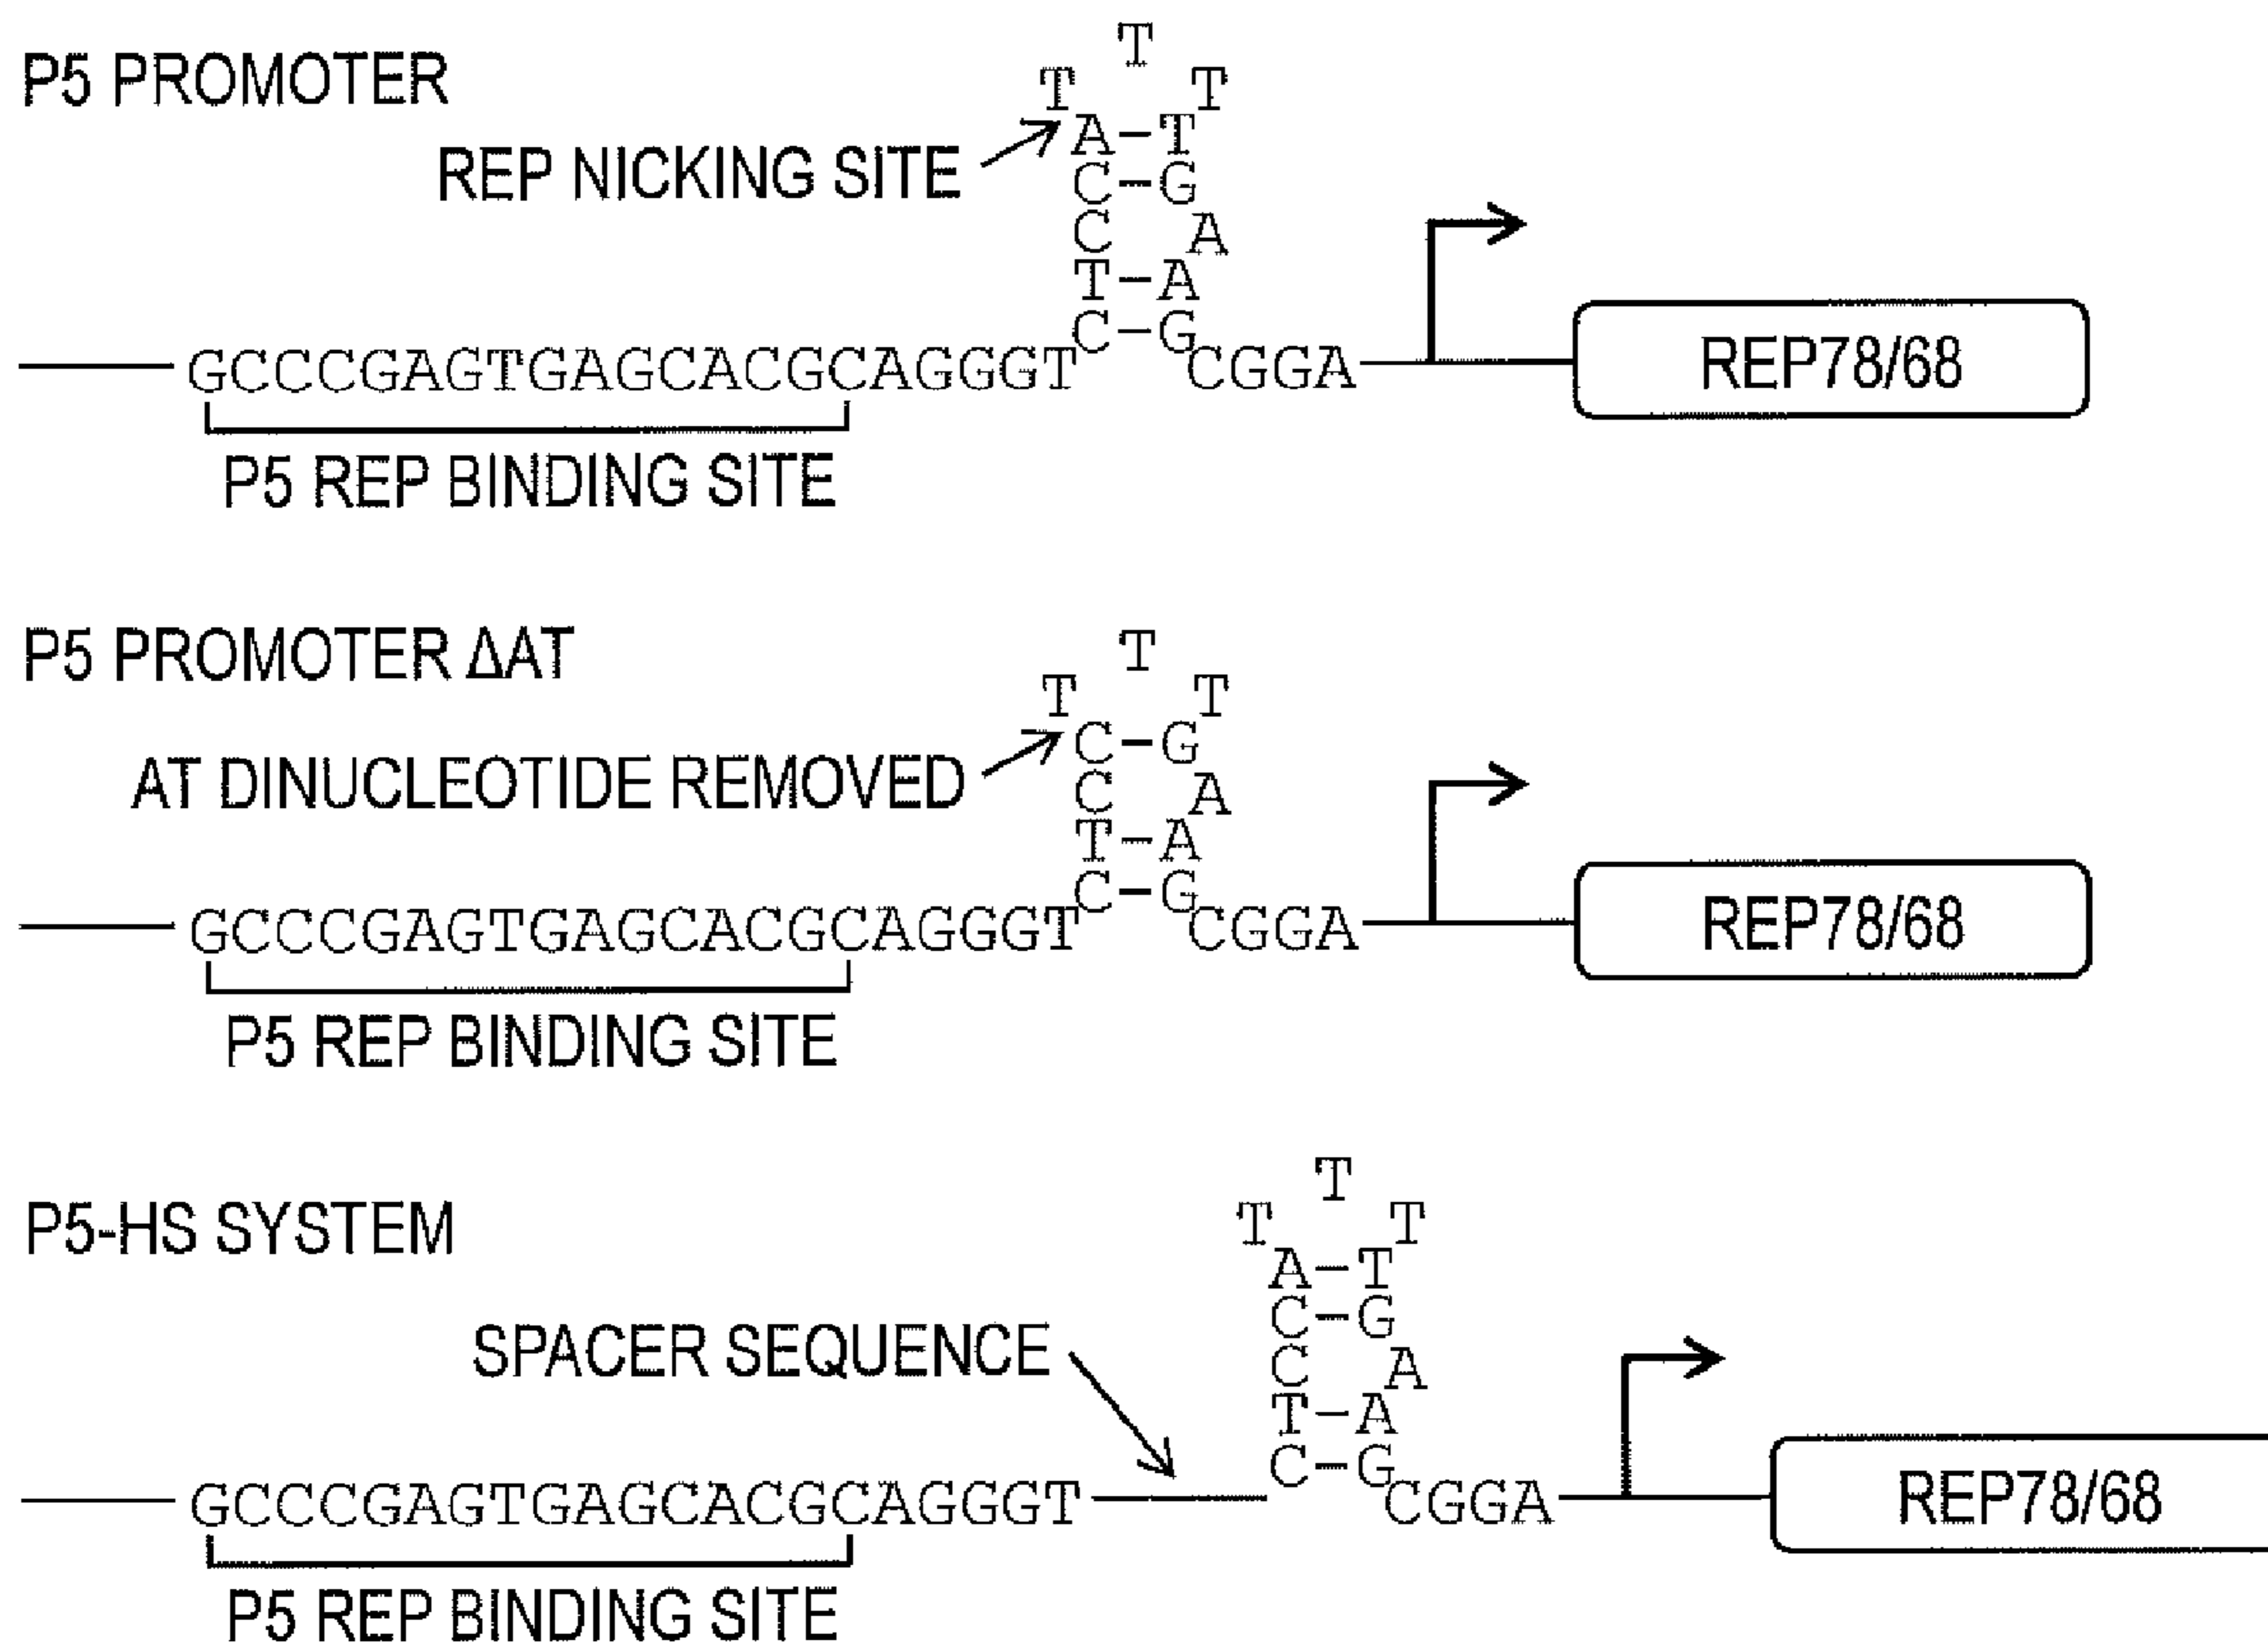 P5 PROMOTER
T
T T
REP NICKING SITE
A–T
C–G
C A
T–A
C–G
GCCCGAGTGAGCACGCAGGGT CGGA
REP78/68
P5 REP BINDING SITE
P5 PROMOTER ΔAT
T
T T
AT DINUCLEOTIDE REMOVED
C–G
C A
T–A
C–G
GCCCGAGTGAGCACGCAGGGT CGGA
REP78/68
P5 REP BINDING SITE
P5-HS SYSTEM
T
T T
A–T
C–G
SPACER SEQUENCE
C A
T–A
C–G
GCCCGAGTGAGCACGCAGGGT CGGA
REP78/68
P5 REP BINDING SITE